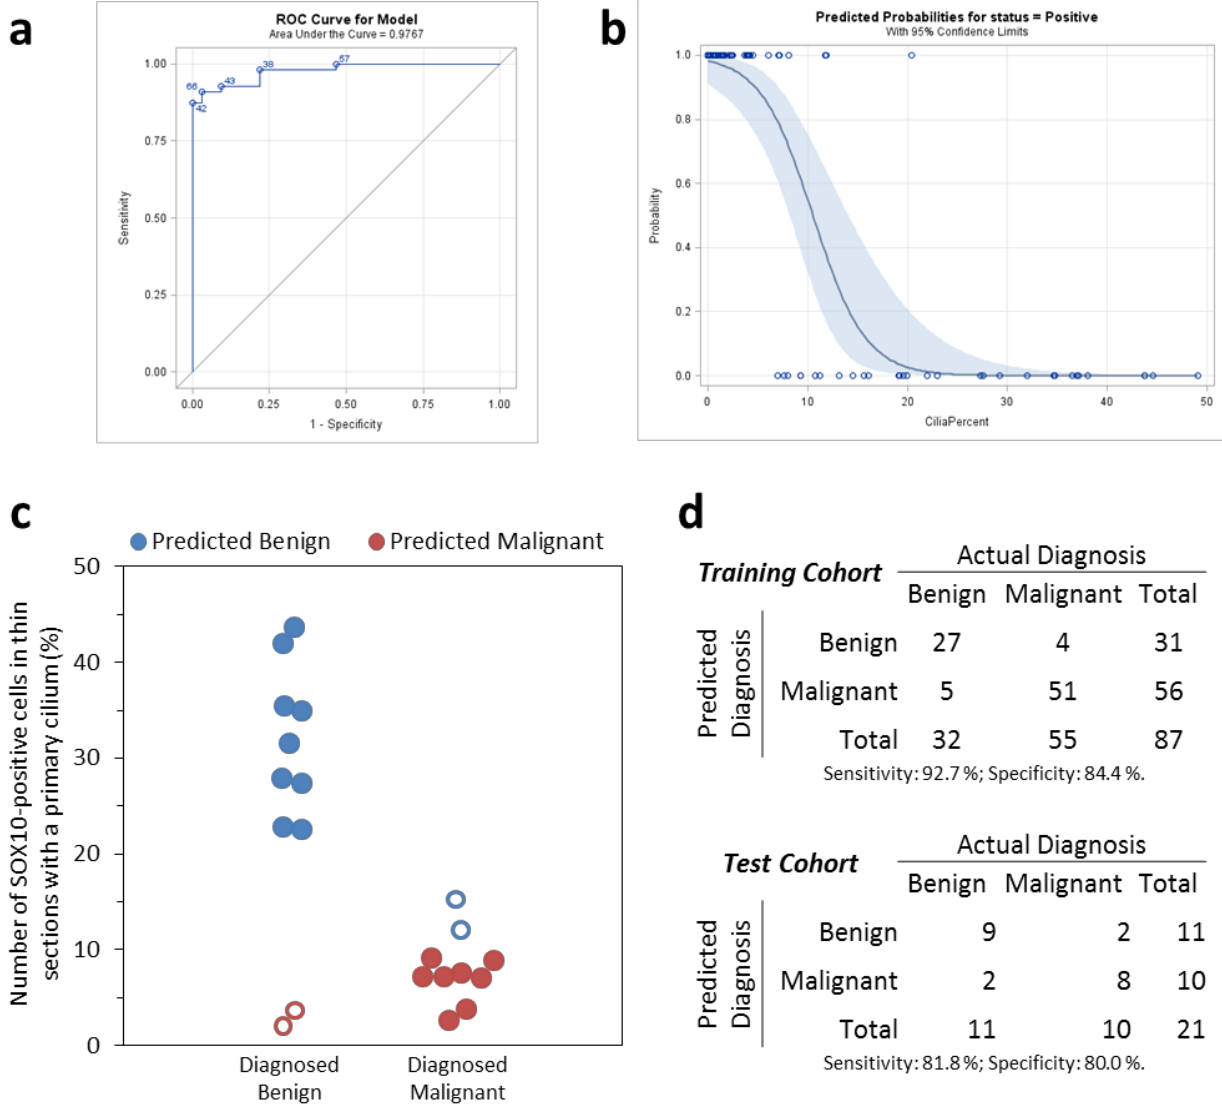 a
ROC Curve for Model
Area Under the Curve = 0.9767
1.00
0.75
0.50
0.25
0.00
Sensitivity
66
42
43
38
57
0.00 0.25 0.50 0.75 1.00
1 - Specificity
b
Predicted Probabilities for status = Positive
With 95% Confidence Limits
1.0
0.8
0.6
0.4
0.2
0.0
Probability
0 10 20 30 40 50
CiliaPercent
c
Predicted Benign Predicted Malignant
50
40
30
20
10
0
Number of SOX10-positive cells in thin
sections with a primary cilium (%)
Diagnosed
Benign
Diagnosed
Malignant
d
Training Cohort
Actual Diagnosis
Benign Malignant Total
Predicted
Diagnosis
Benign 27 4 31
Malignant 5 51 56
Total 32 55 87
Sensitivity: 92.7 %; Specificity: 84.4 %.
Test Cohort
Actual Diagnosis
Benign Malignant Total
Predicted
Diagnosis
Benign 9 2 11
Malignant 2 8 10
Total 11 10 21
Sensitivity: 81.8 %; Specificity: 80.0 %.